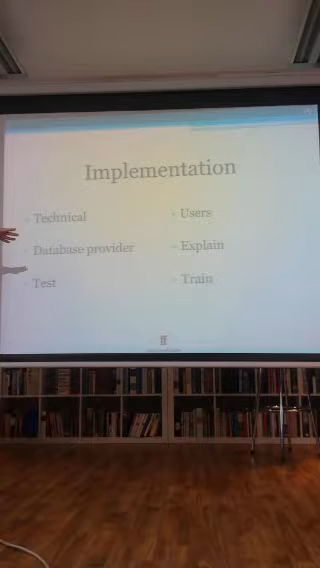 Implementation
Technical
Database provider
Test
Users
Explain
Train